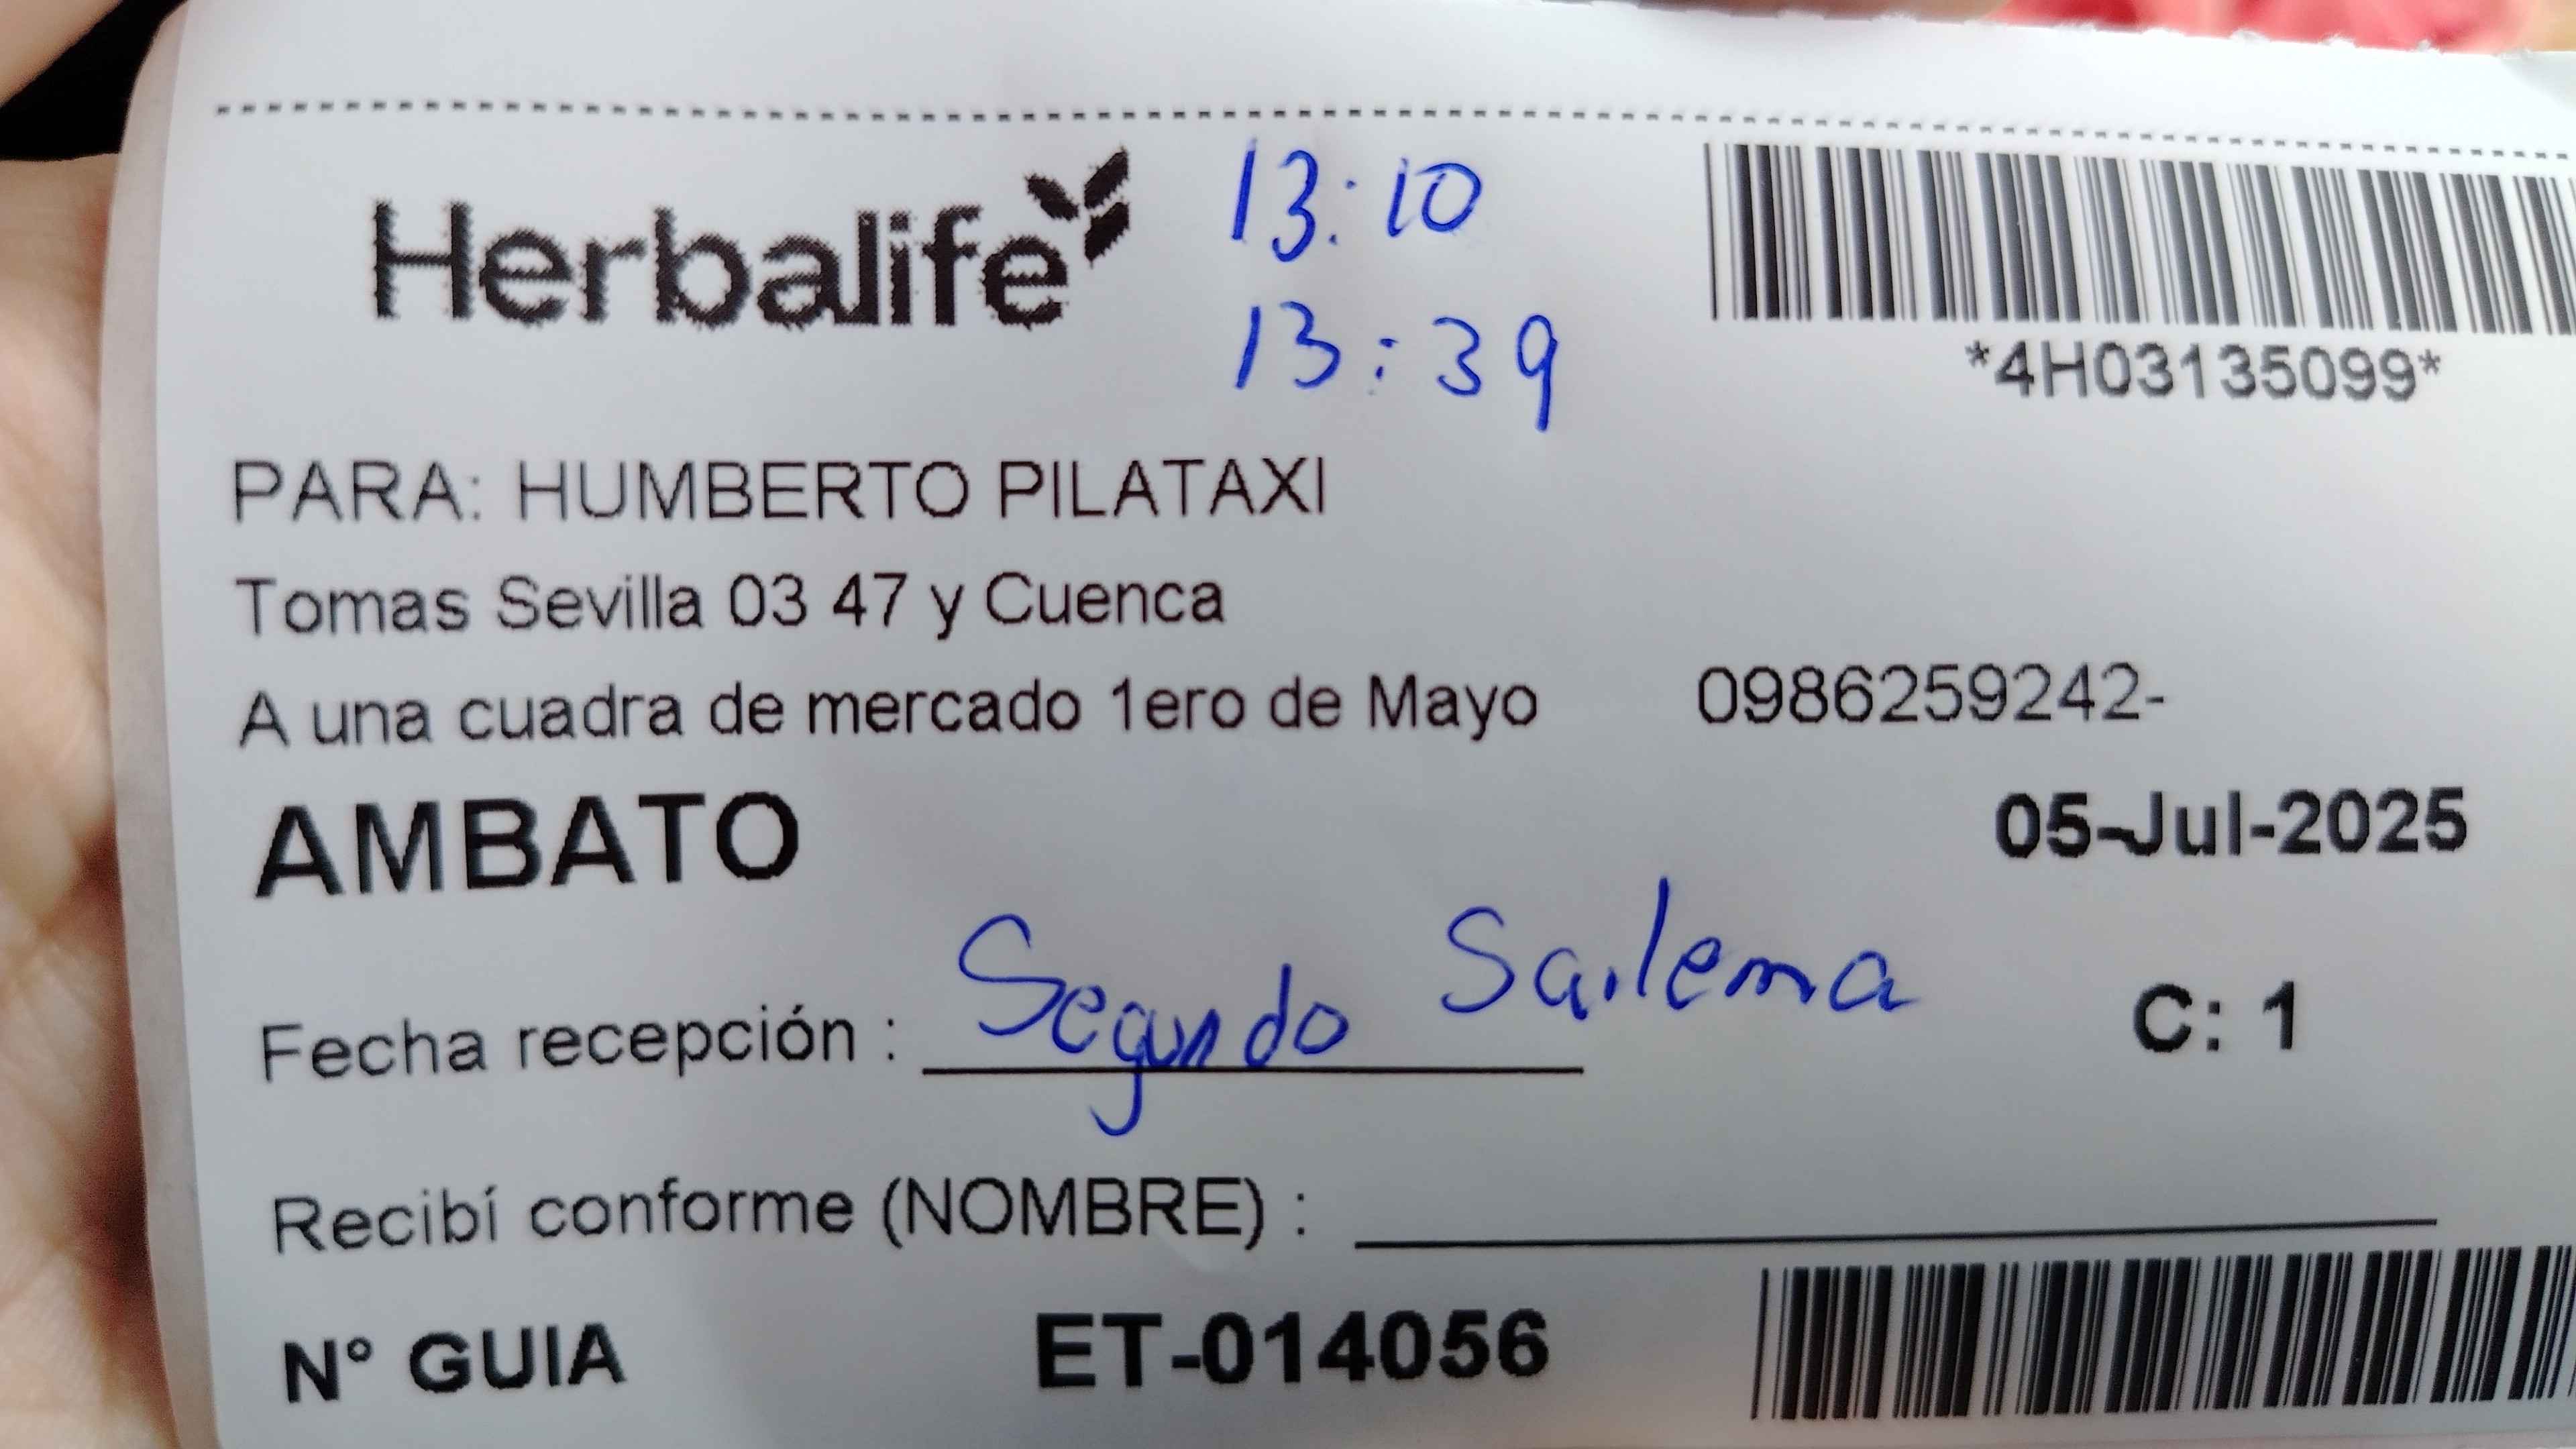 Herbalife
13:10
13:39
*4H03135099*
PARA: HUMBERTO PILATAXI
Tomas Sevilla 03 47 y Cuenca
A una cuadra de mercado 1ero de Mayo 0986259242-
AMBATO
05-Jul-2025
Fecha recepción : Segundo Sailema
C: 1
Recibí conforme (NOMBRE) :
N° GUIA ET-014056